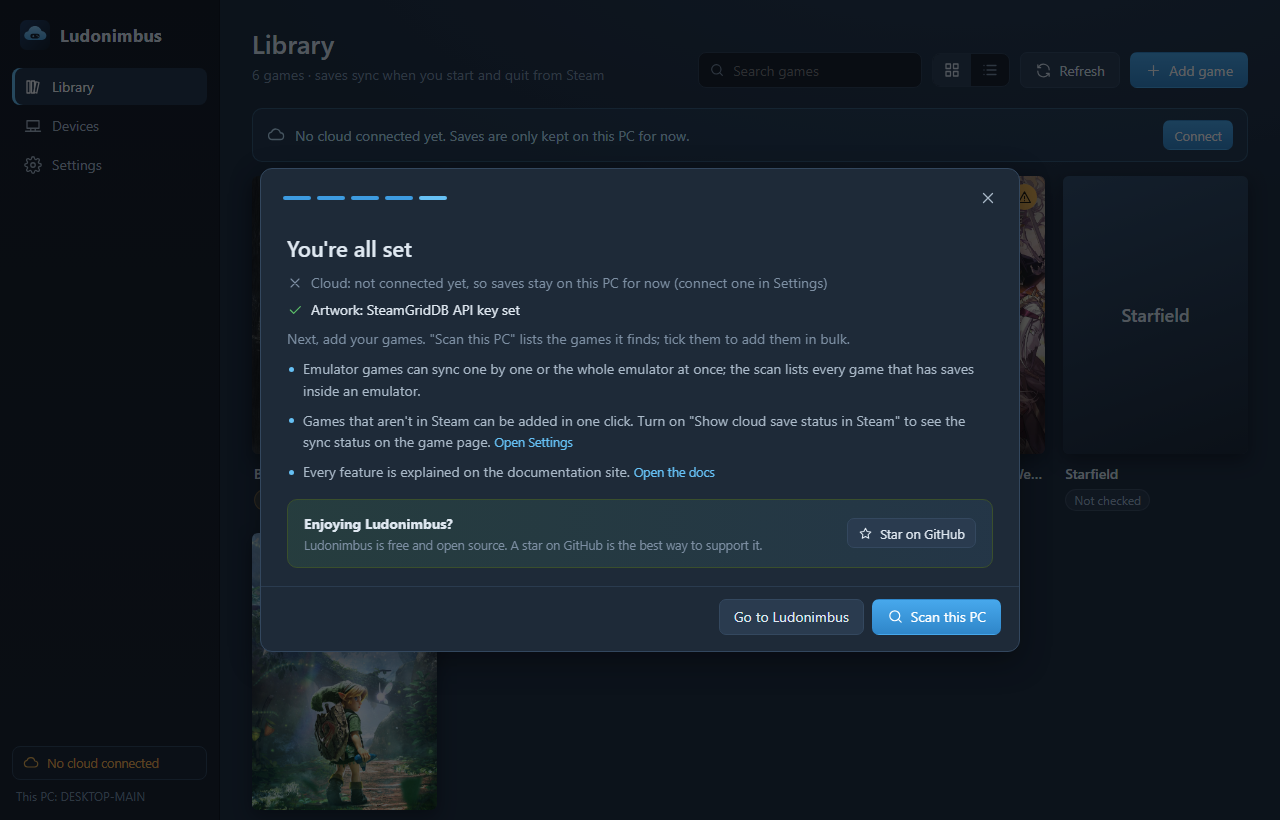 Ludonimbus
Library
Devices
Settings
No cloud connected
This PC: DESKTOP-MAIN
Library
6 games · saves sync when you start and quit from Steam
Search games
Refresh
Add game
No cloud connected yet. Saves are only kept on this PC for now.
Connect
You're all set
Cloud: not connected yet, so saves stay on this PC for now (connect one in Settings)
Artwork: SteamGridDB API key set
Next, add your games. "Scan this PC" lists the games it finds; tick them to add them in bulk.
Emulator games can sync one by one or the whole emulator at once; the scan lists every game that has saves
inside an emulator.
Games that aren't in Steam can be added in one click. Turn on "Show cloud save status in Steam" to see the
sync status on the game page. Open Settings
Every feature is explained on the documentation site. Open the docs
Enjoying Ludonimbus?
Ludonimbus is free and open source. A star on GitHub is the best way to support it.
Star on GitHub
Go to Ludonimbus
Scan this PC
Starfield
Starfield
Not checked